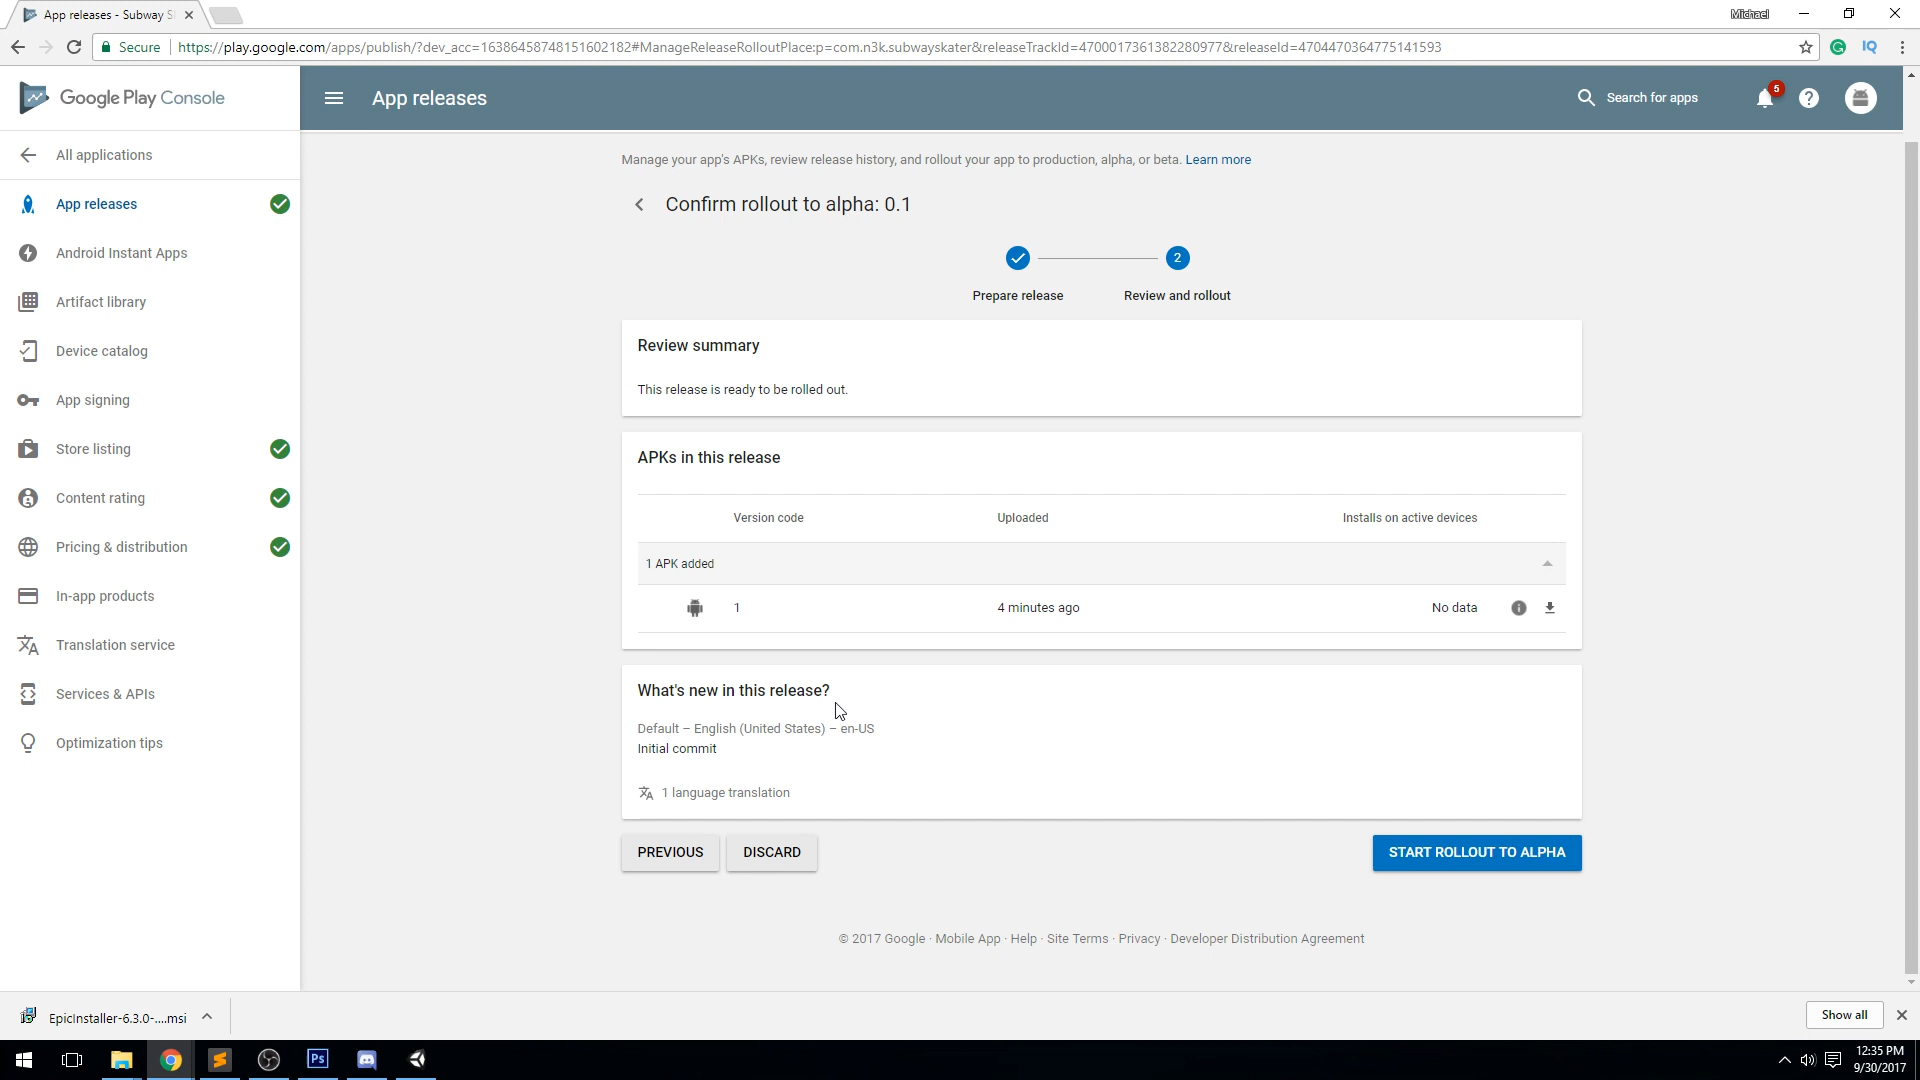 App releases - Subway S
Michael
Secure
https://play.google.com/apps/publish/?dev_acc=16386458748151602182#ManageReleaseRolloutPlace:p=com.n3k.subwayskater&releaseTrackId=4700017361382280977&releaseId=4704470364775141593
IQ
Google Play Console
App releases
Search for apps
5
All applications
App releases
Android Instant Apps
Artifact library
Device catalog
App signing
Store listing
Content rating
Pricing & distribution
In-app products
Translation service
Services & APIs
Optimization tips
Manage your app's APKs, review release history, and rollout your app to production, alpha, or beta. Learn more
Confirm rollout to alpha: 0.1
2
Prepare release
Review and rollout
Review summary
This release is ready to be rolled out.
APKs in this release
Version code Uploaded Installs on active devices
1 APK added
1 4 minutes ago No data
What's new in this release?
Default – English (United States) – en-US
Initial commit
1 language translation
PREVIOUS
DISCARD
START ROLLOUT TO ALPHA
© 2017 Google · Mobile App · Help · Site Terms · Privacy · Developer Distribution Agreement
EpicInstaller-6.3.0-....msi
Show all
Ps
12:35 PM
9/30/2017